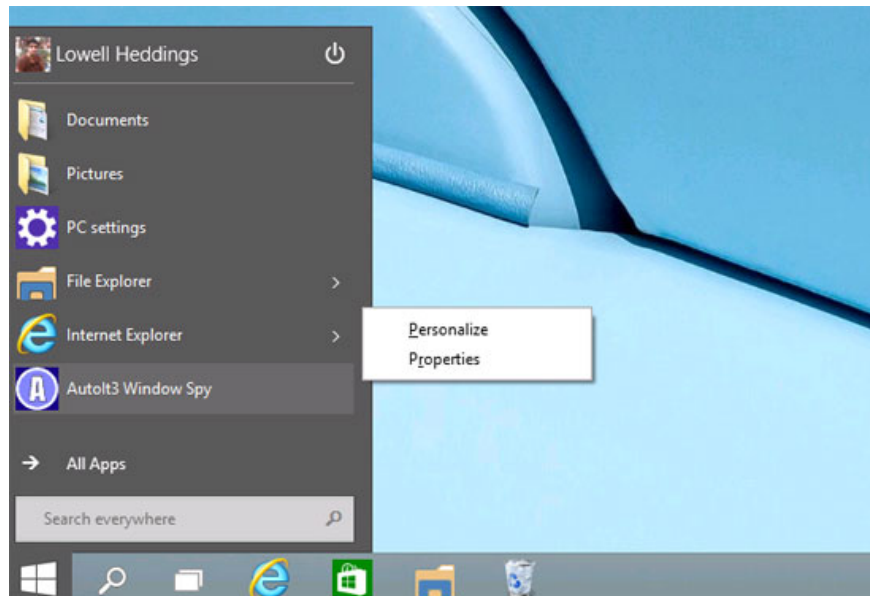 Lowell Heddings
Documents
Pictures
PC settings
File Explorer
Internet Explorer
Personalize
Properties
AutoIt3 Window Spy
All Apps
Search everywhere